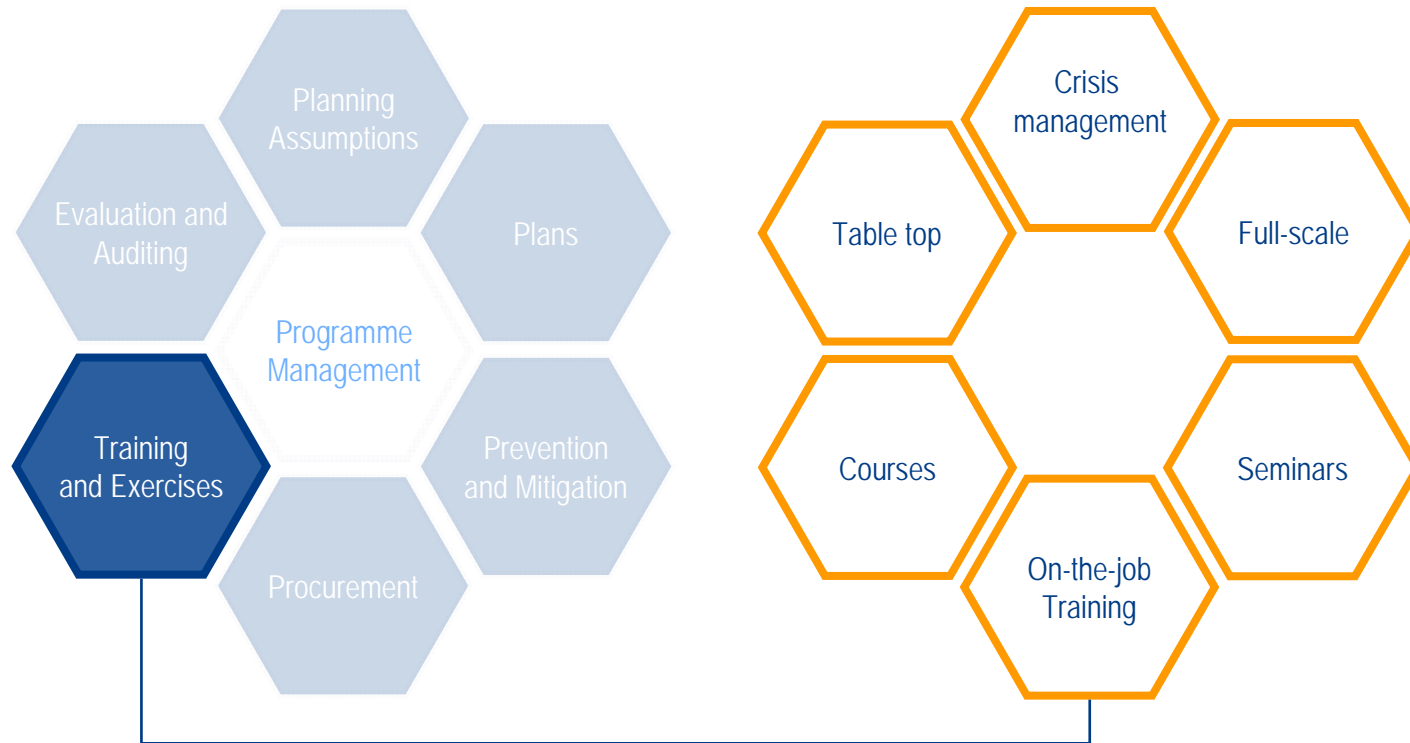 Planning
Assumptions
Evaluation and
Auditing
Plans
Programme
Management
Training
and Exercises
Prevention
and Mitigation
Procurement
Crisis
management
Table top
Full-scale
Courses
Seminars
On-the-job
Training